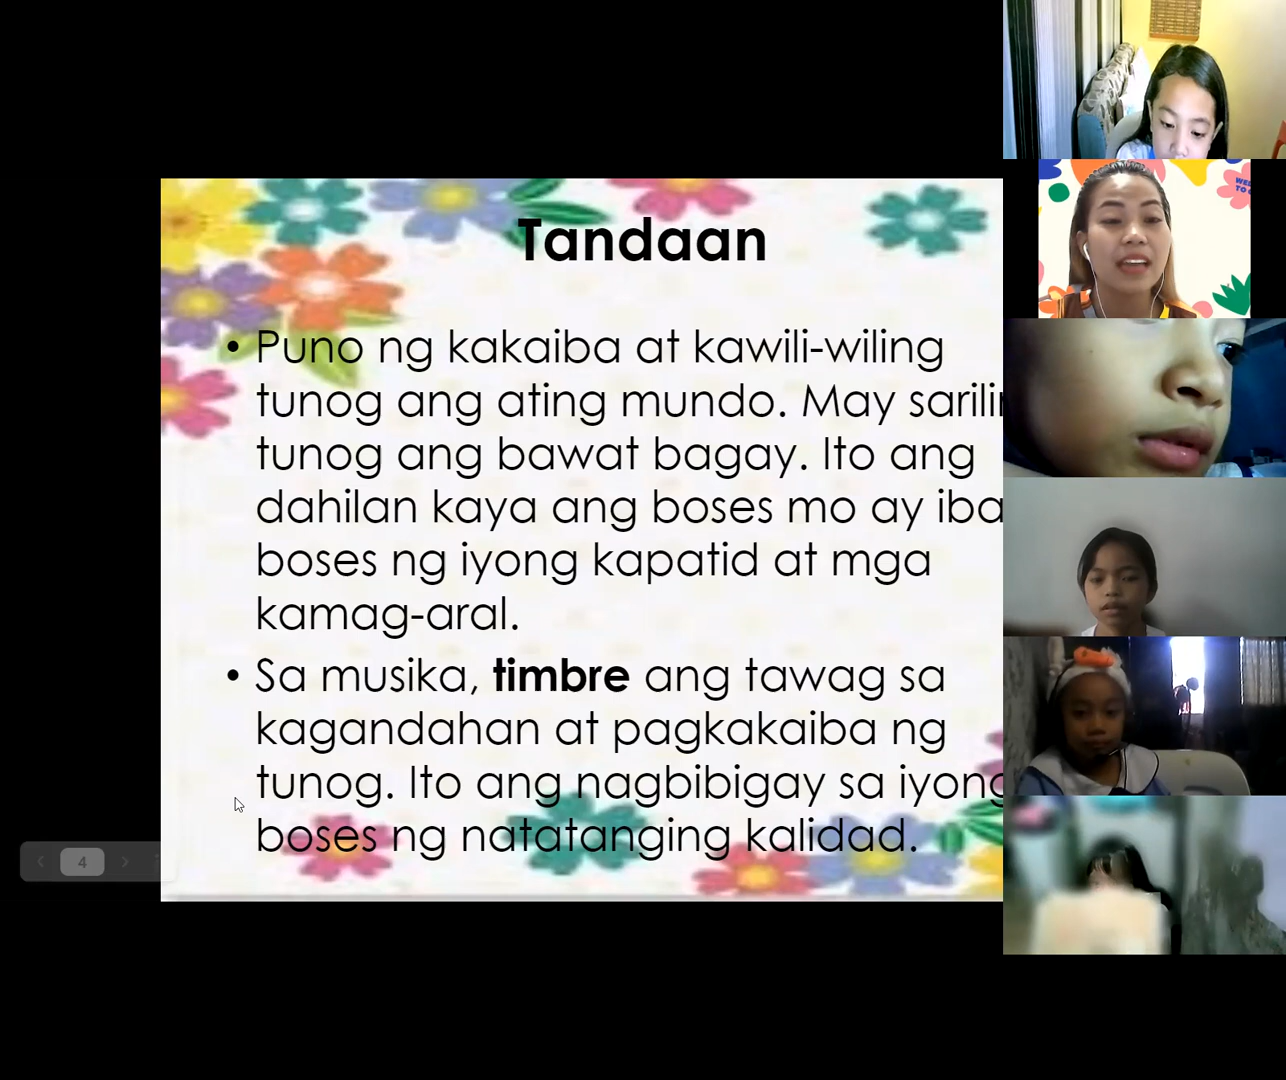 Tandaan
• Puno ng kakaiba at kawili-wiling
tunog ang ating mundo. May
tunog ang bawat bagay. Ito ang
dahilan kaya ang boses mo ay iba
boses ng iyong kapatid at mga
kamag-aral.
• Sa musika, timbre ang tawag sa
kagandahan at pagkakaiba ng
tunog. Ito ang nagbibigay sa iyong
boses ng natatanging kalidad.
4